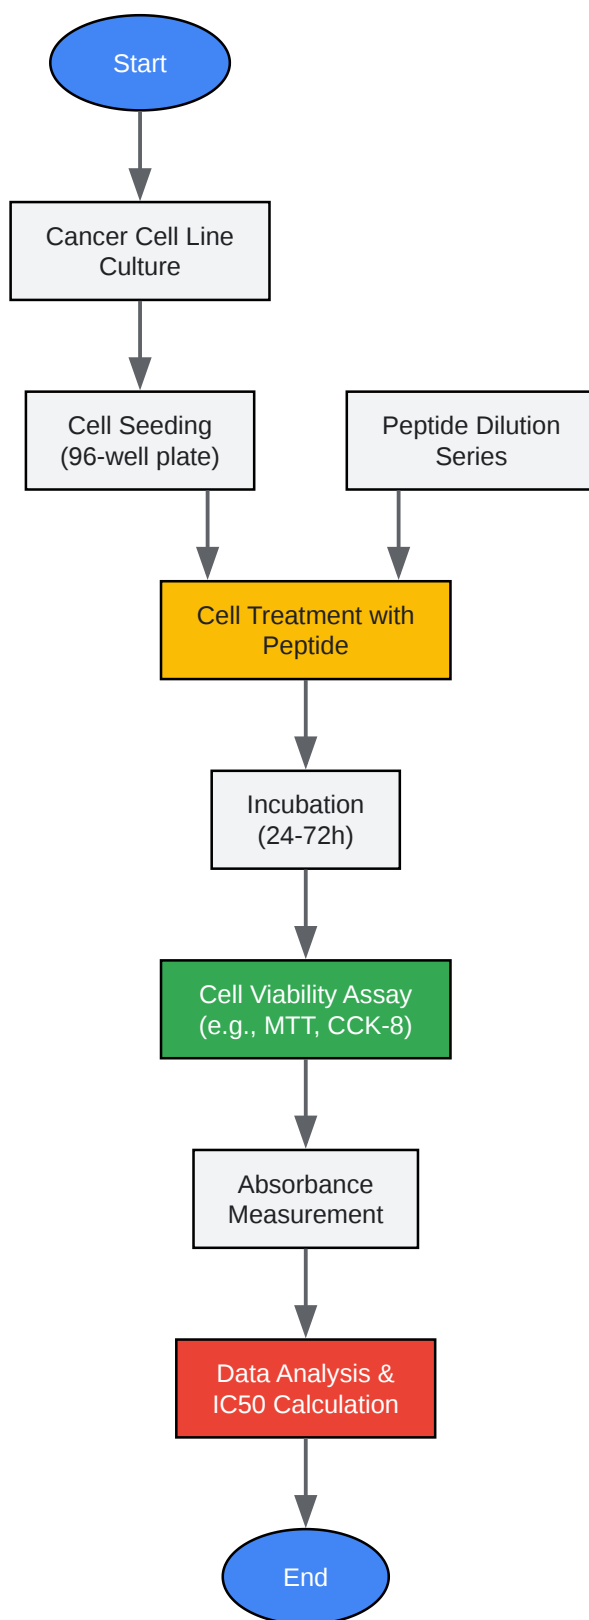 Start
Cancer Cell Line
Culture
Cell Seeding
(96-well plate)
Peptide Dilution
Series
Cell Treatment with
Peptide
Incubation
(24-72h)
Cell Viability Assay
(e.g., MTT, CCK-8)
Absorbance
Measurement
Data Analysis &
IC50 Calculation
End